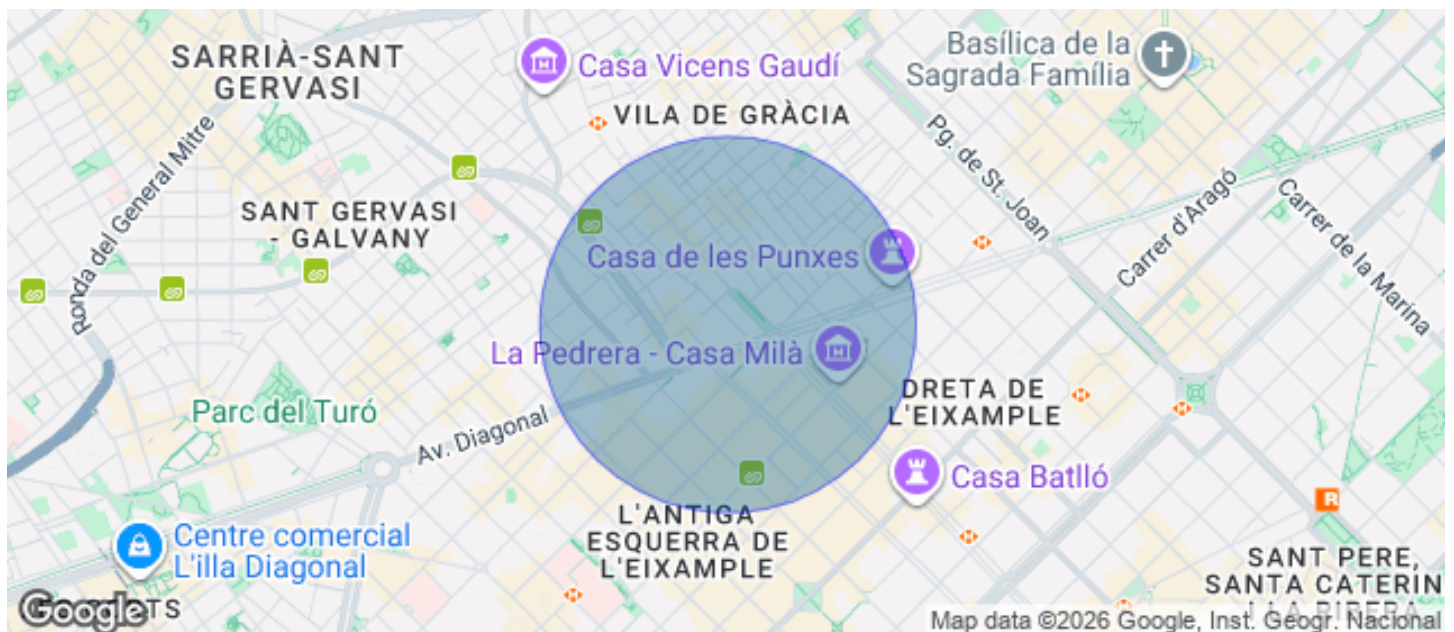 SARRIÀ-SANT
GERVASI
Casa Vicens Gaudí
Basílica de la
Sagrada Família
VILA DE GRÀCIA
Ronda del General Mitre
Pg. de St. Joan
Carrer d'Aragó
Carrer de la Marina
SANT GERVASI
- GALVANY
Casa de les Punxes
La Pedrera - Casa Milà
Parc del Turó
Av. Diagonal
DRETA DE
L'EIXAMPLE
Casa Batlló
L'ANTIGA
ESQUERRA DE
L'EIXAMPLE
Centre comercial
L'illa Diagonal
R
SANT PERE,
SANTA CATERIN
Google
Map data ©2026 Google, Inst. Geogr. Nacional